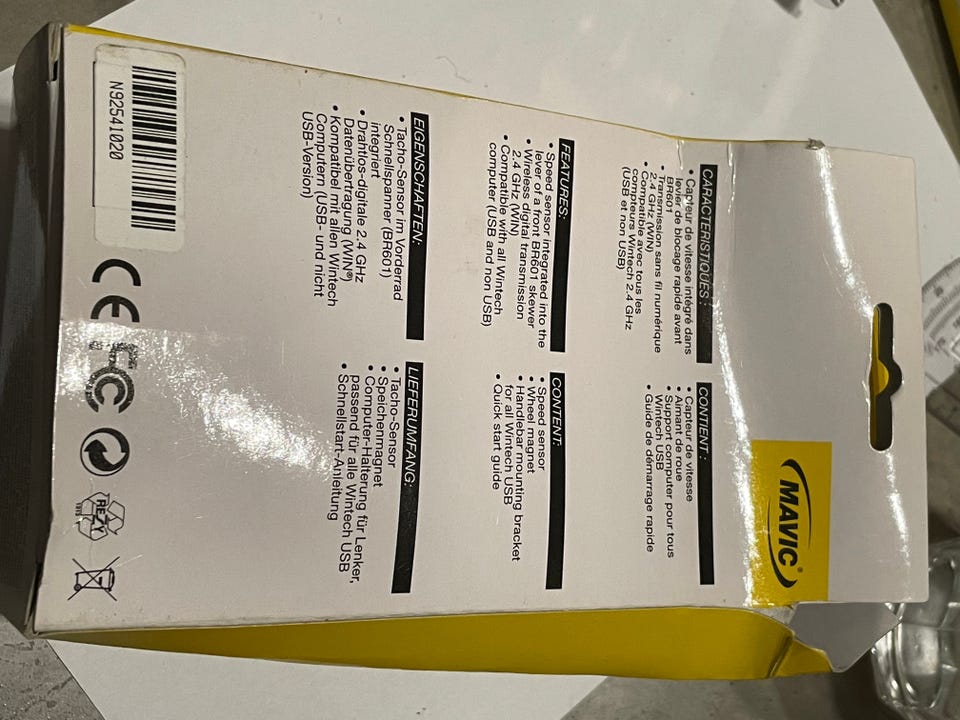 MAVIC®
CARACTERISTIQUES :
• Capteur de vitesse intégré dans
levier de blocage rapide avant
BR601
• Transmission sans fil numérique
2.4 GHz (WIN)
• Compatible avec tous les
compteurs Wintech 2.4 GHz
(USB et non USB)
CONTIENT :
• Capteur de vitesse
• Aimant de roue
• Support computer pour tous
Wintech USB
• Guide de démarrage rapide
FEATURES:
• Speed sensor integrated into the
lever of a front BR601 skewer
• Wireless digital transmission
2.4 GHz (WIN)
• Compatible with all Wintech
computer (USB and non USB)
CONTENT:
• Speed sensor
• Wheel magnet
• Handlebar mounting bracket
for all Wintech USB
• Quick start guide
EIGENSCHAFTEN:
• Tacho-Sensor im Vorderrad
Schnellspanner (BR601)
integriert
• Drahtlos-digitale 2.4 GHz
Datenübertragung (WIN®)
• Kompatibel mit allen Wintech
Computern (USB- und nicht
USB-Version)
LIEFERUMFANG:
• Tacho-Sensor
• Speichenmagnet
• Computer-Halterung für Lenker,
passend für alle Wintech USB
• Schnellstart-Anleitung
N92541020
CE
RESY